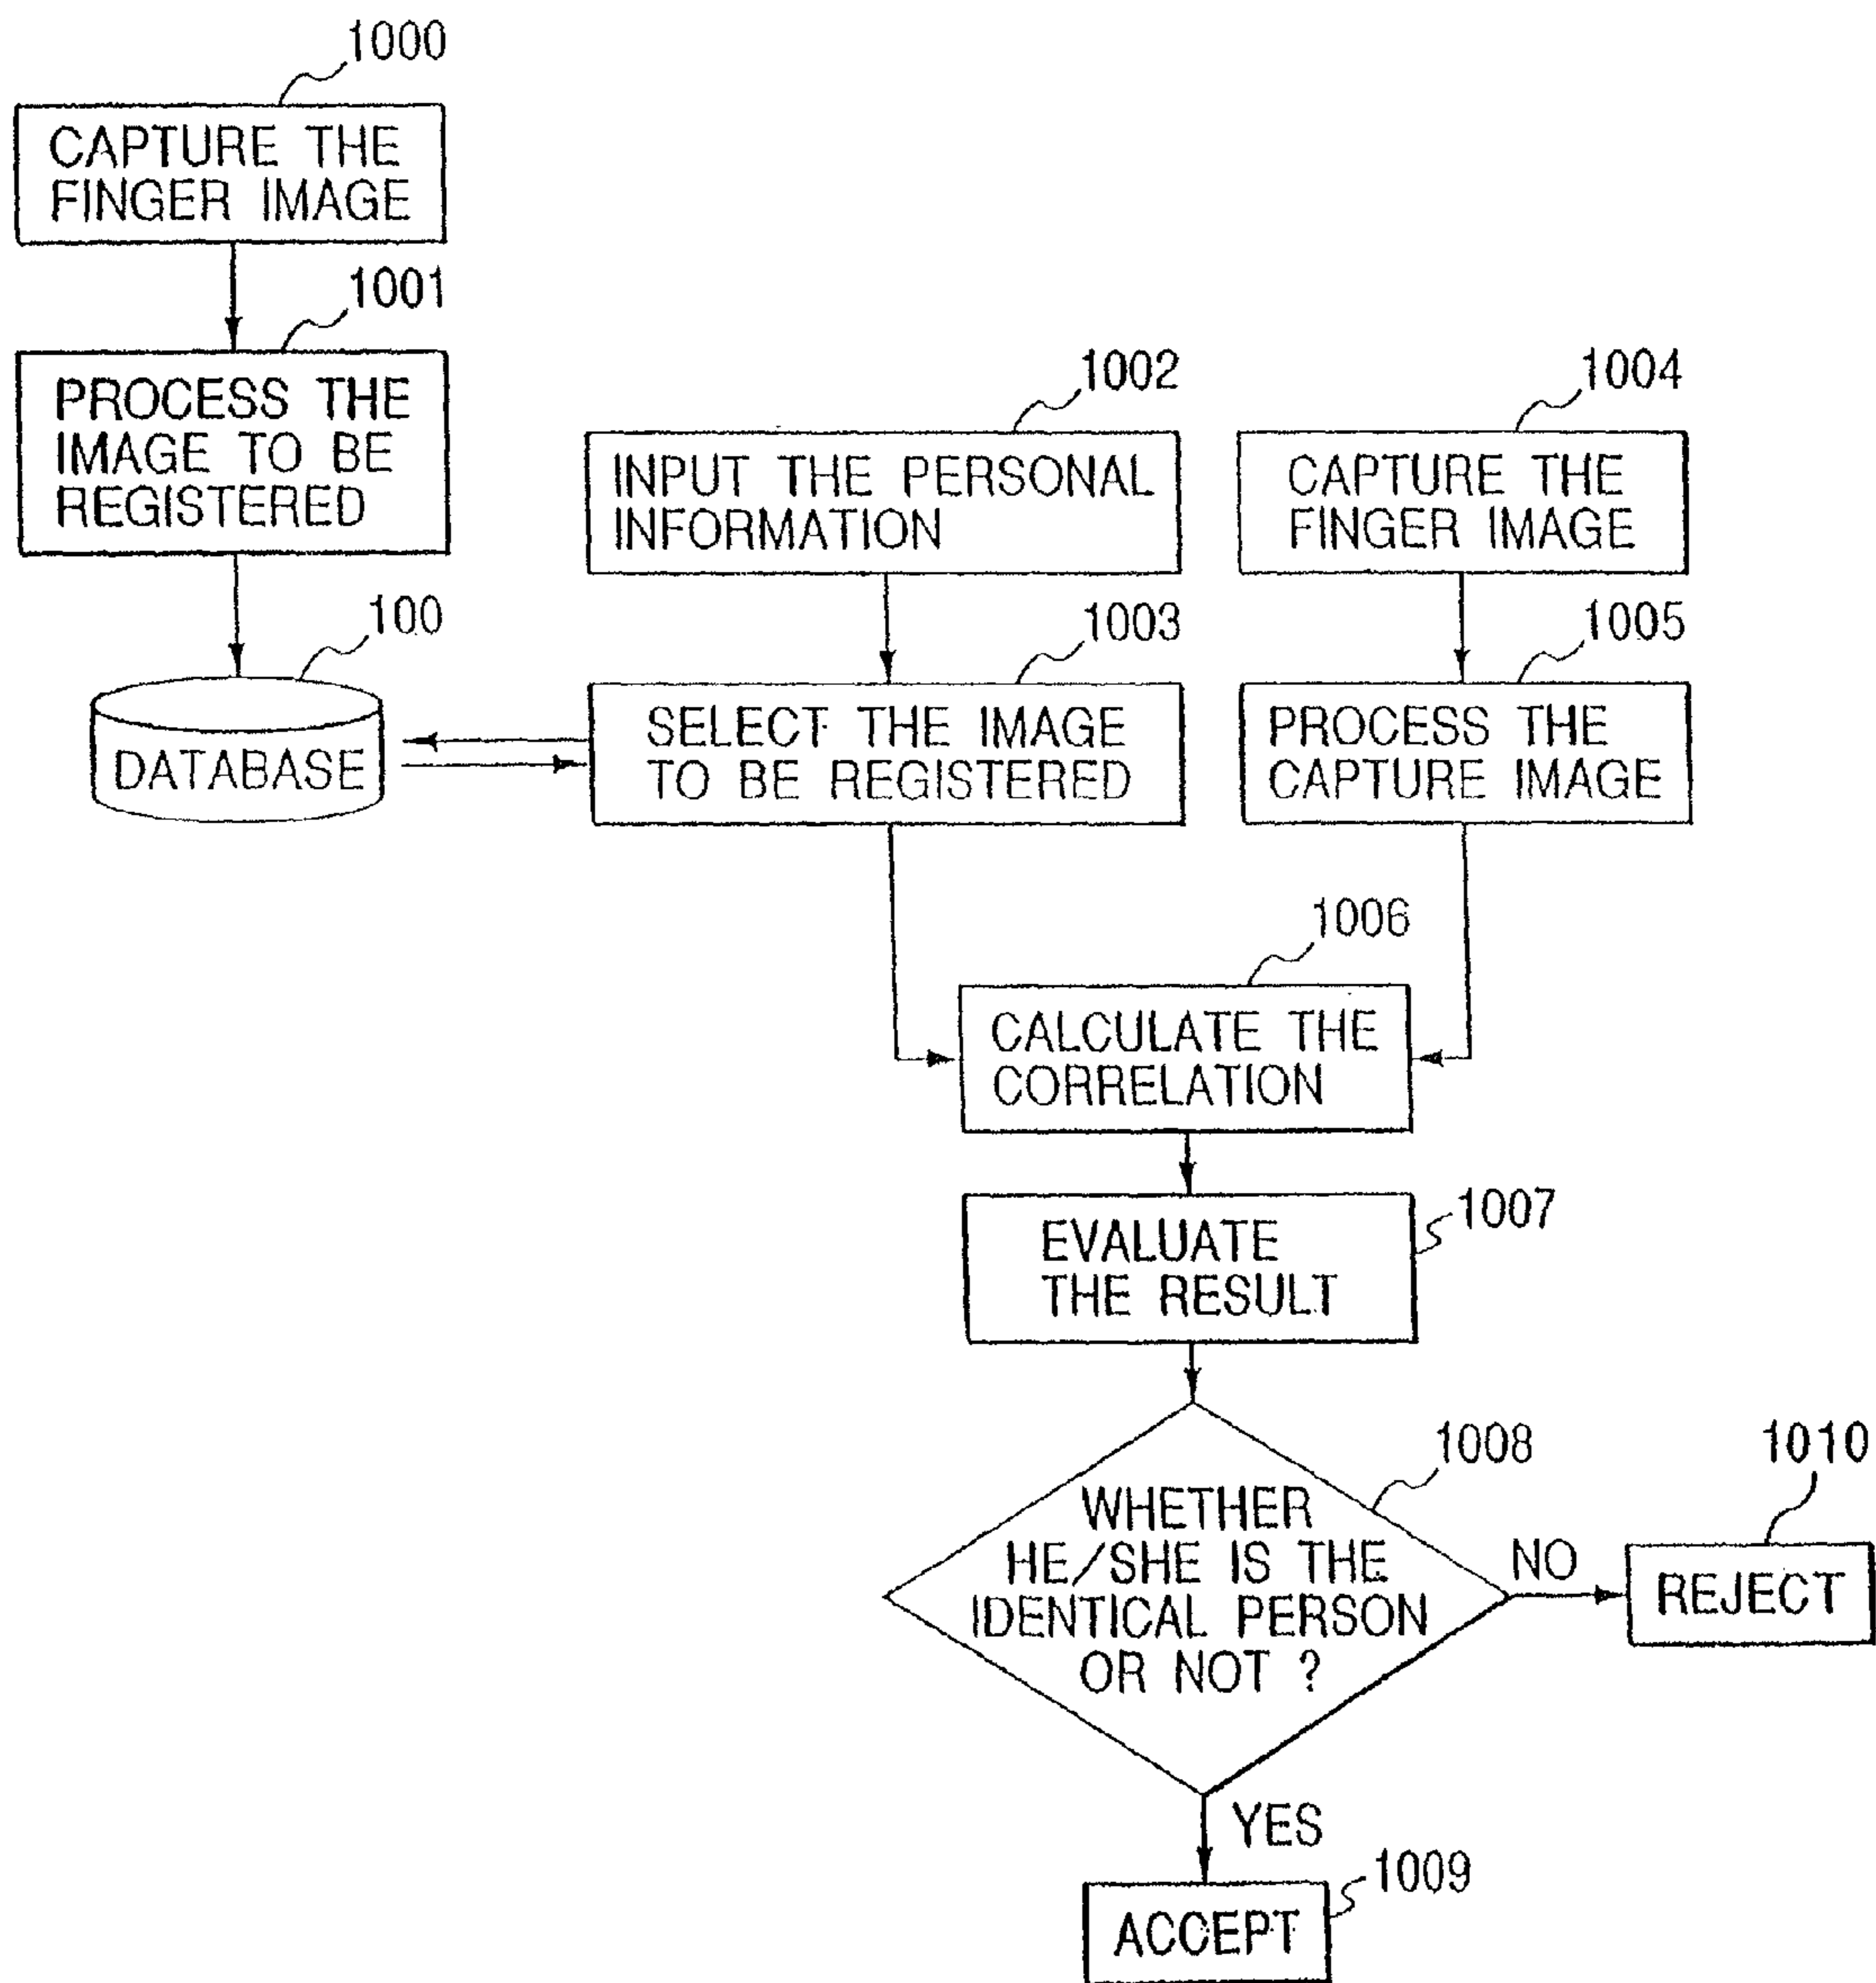 1000
CAPTURE THE
FINGER IMAGE
1001
PROCESS THE
IMAGE TO BE
REGISTERED
100
DATABASE
1002
INPUT THE PERSONAL
INFORMATION
1003
SELECT THE IMAGE
TO BE REGISTERED
1004
CAPTURE THE
FINGER IMAGE
1005
PROCESS THE
CAPTURE IMAGE
1006
CALCULATE THE
CORRELATION
1007
EVALUATE
THE RESULT
1008
WHETHER
HE/SHE IS THE
IDENTICAL PERSON
OR NOT ?
NO
1010
REJECT
YES
1009
ACCEPT